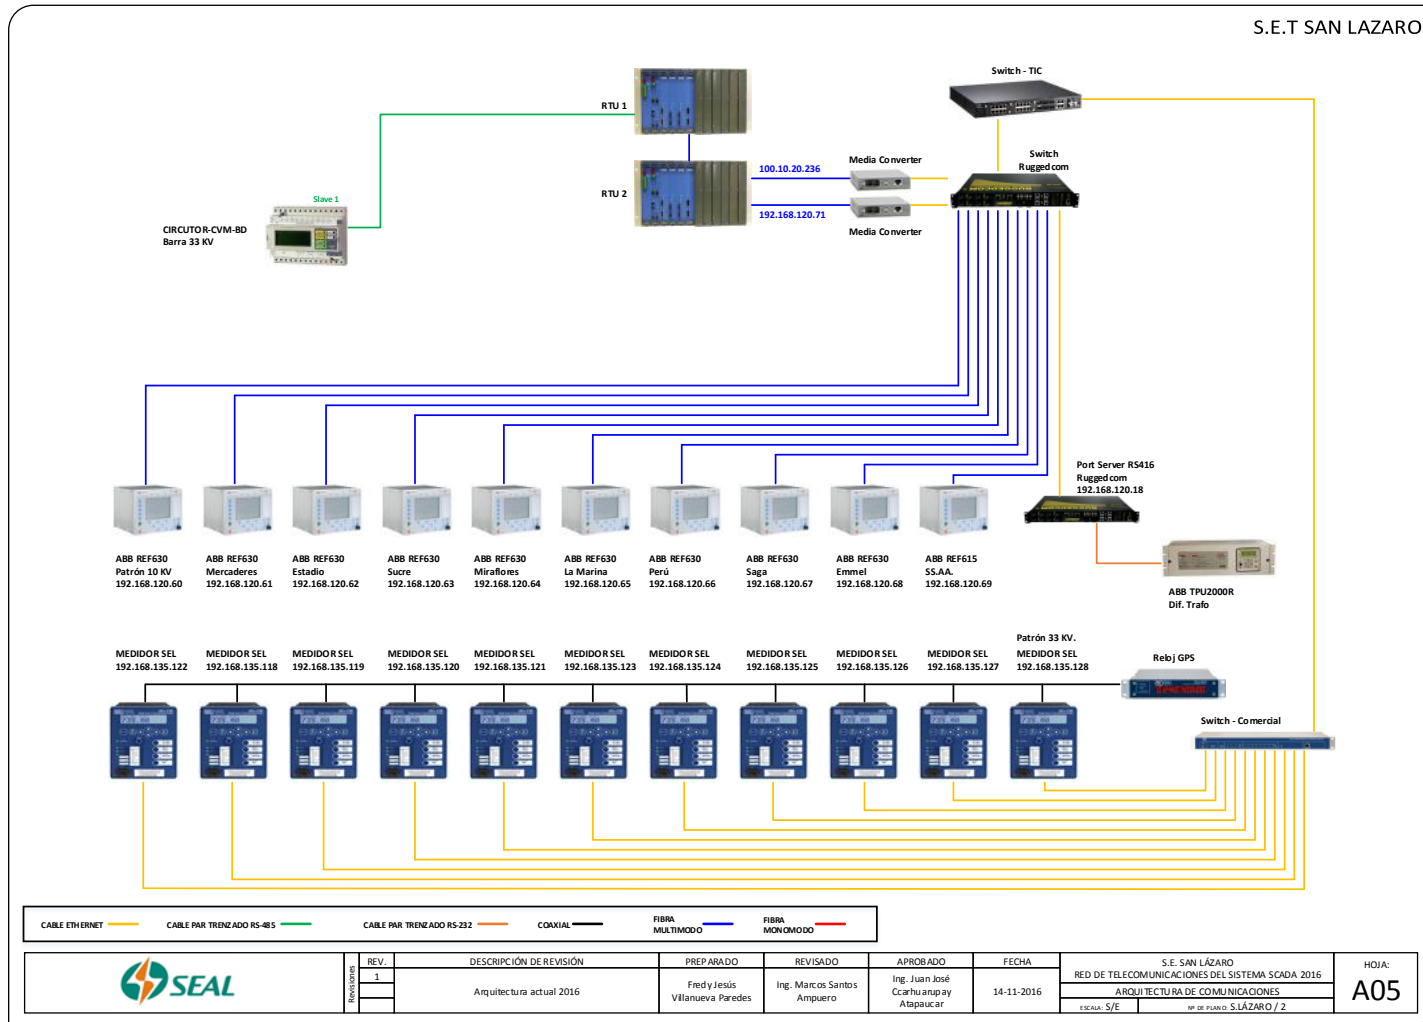 S.E.T SAN LAZARO
Switch - TIC
RTU 1
Switch
Ruggedcom
Media Converter
100.10.20.236
RTU 2
192.168.120.71
Media Converter
Slave 1
CIRCUTOR-CVM-BD
Barra 33 KV
Port Server RS416
Ruggedcom
192.168.120.18
ABB REF630
Patrón 10 KV
192.168.120.60
ABB REF630
Mercaderes
192.168.120.61
ABB REF630
Estadio
192.168.120.62
ABB REF630
Sucre
192.168.120.63
ABB REF630
Miraflores
192.168.120.64
ABB REF630
La Marina
192.168.120.65
ABB REF630
Perú
192.168.120.66
ABB REF630
Saga
192.168.120.67
ABB REF630
Emmel
192.168.120.68
ABB REF615
SS.AA.
192.168.120.69
ABB TPU2000R
Dif. Trafo
MEDIDOR SEL
192.168.135.122
MEDIDOR SEL
192.168.135.118
MEDIDOR SEL
192.168.135.119
MEDIDOR SEL
192.168.135.120
MEDIDOR SEL
192.168.135.121
MEDIDOR SEL
192.168.135.123
MEDIDOR SEL
192.168.135.124
MEDIDOR SEL
192.168.135.125
MEDIDOR SEL
192.168.135.126
MEDIDOR SEL
192.168.135.127
Patrón 33 KV.
MEDIDOR SEL
192.168.135.128
Reloj GPS
Switch - Comercial
CABLE ETHERNET
CABLE PAR TRENZADO RS-485
CABLE PAR TRENZADO RS-232
COAXIAL
FIBRA
MULTIMODO
FIBRA
MONOMODO
SEAL
Revisiones
REV.
DESCRIPCIÓN DE REVISIÓN
PREPARADO
REVISADO
APROBADO
FECHA
1
Arquitectura actual 2016
Fredy Jesús
Villanueva Paredes
Ing. Marcos Santos
Ampuero
Ing. Juan José
Ccarhuarupay
Atapaucar
14-11-2016
S.E. SAN LÁZARO
RED DE TELECOMUNICACIONES DEL SISTEMA SCADA 2016
ARQUITECTURA DE COMUNICACIONES
ESCALA: S/E
Nº DE PLANO: S.LÁZARO / 2
HOJA:
A05